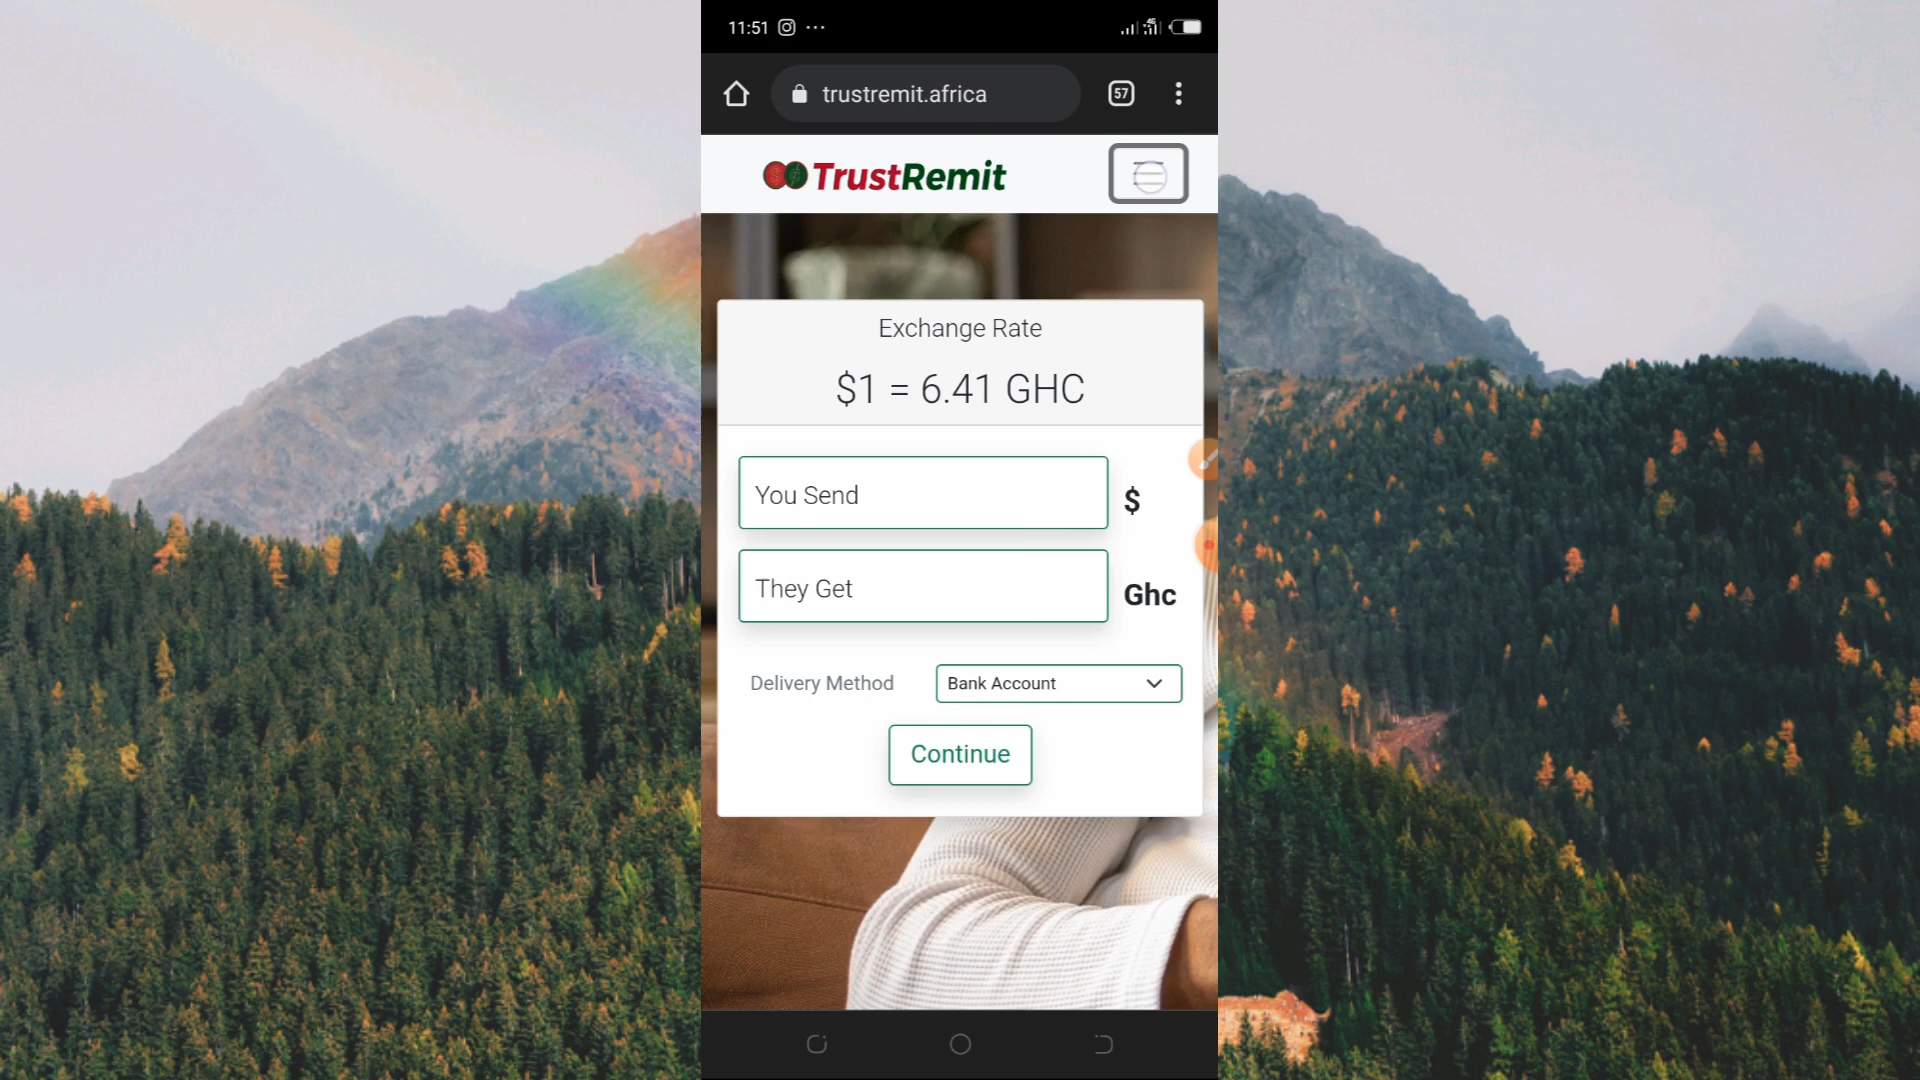 11:51
4G
trustremit.africa
57
TrustRemit
Exchange Rate
$1 = 6.41 GHC
You Send
$
They Get
Ghc
Delivery Method
Bank Account
Continue